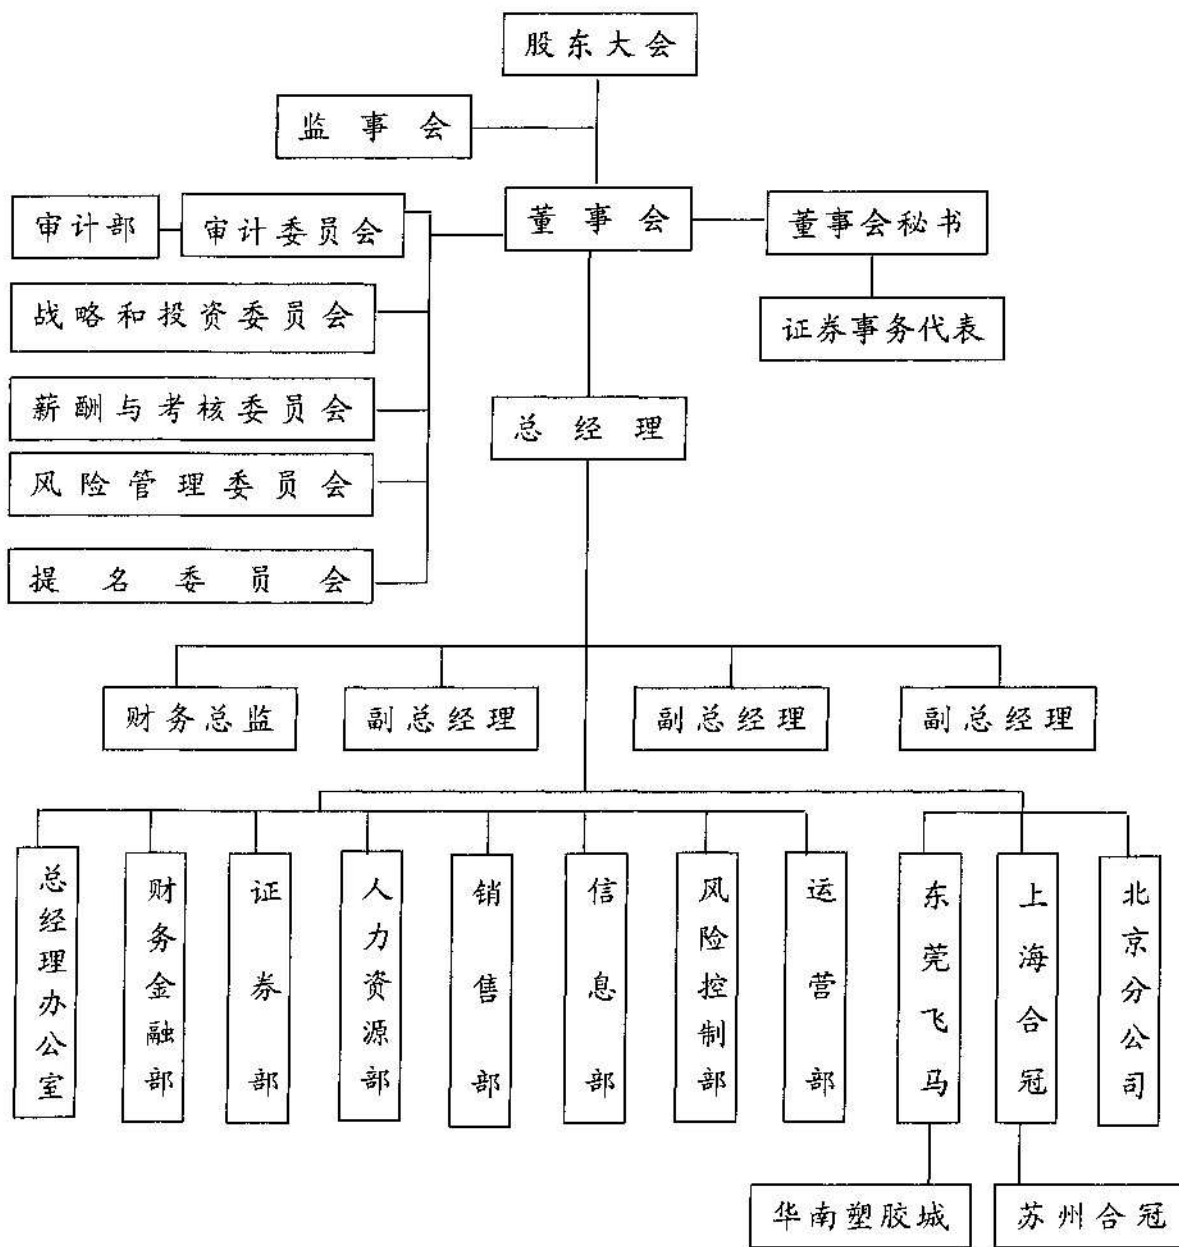 股东大会
监事会
董事会
董事会秘书
审计部
审计委员会
战略和投资委员会
证券事务代表
薪酬与考核委员会
总经理
风险管理委员会
提名委员会
财务总监
副总经理
副总经理
副总经理
总经理办公室
财务金融部
证券部
人力资源部
销售部
信息部
风险控制部
运营部
东莞飞马
上海合冠
北京分公司
华南塑胶城
苏州合冠